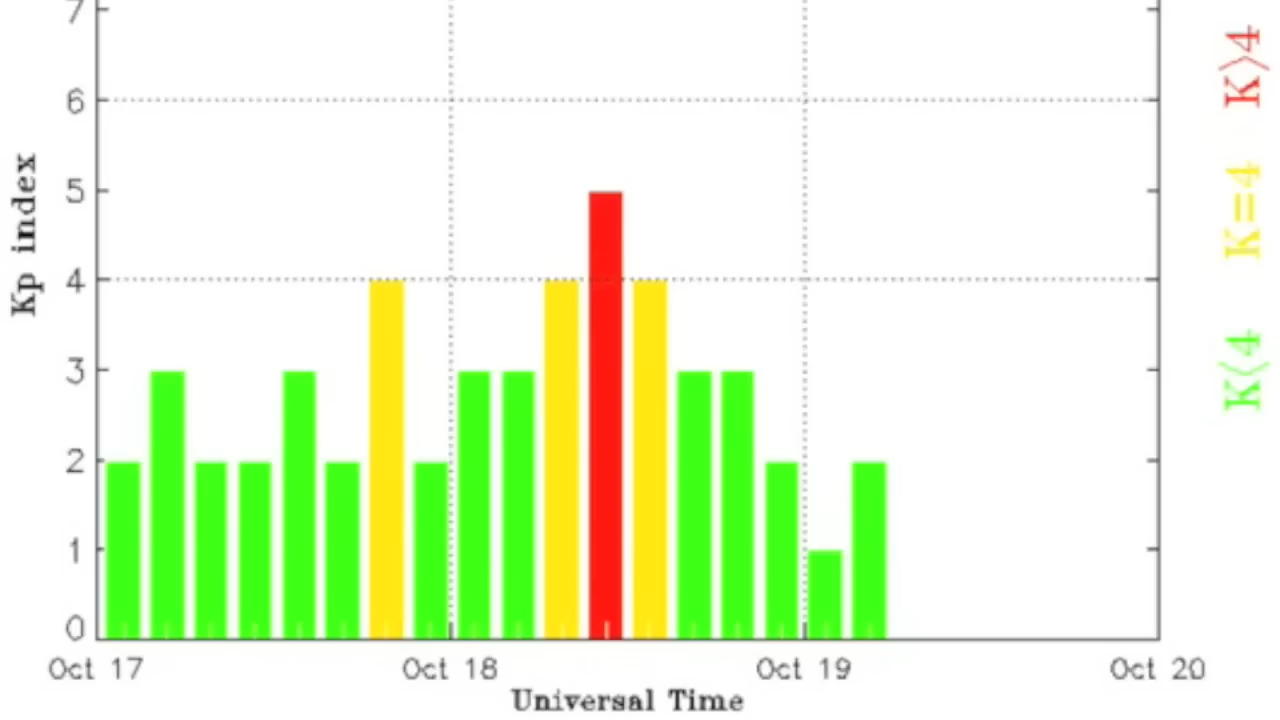 7
6
5
4
3
2
1
0
Kp index
Oct 17
Oct 18
Oct 19
Oct 20
Universal Time
K>4
K=4
K<4